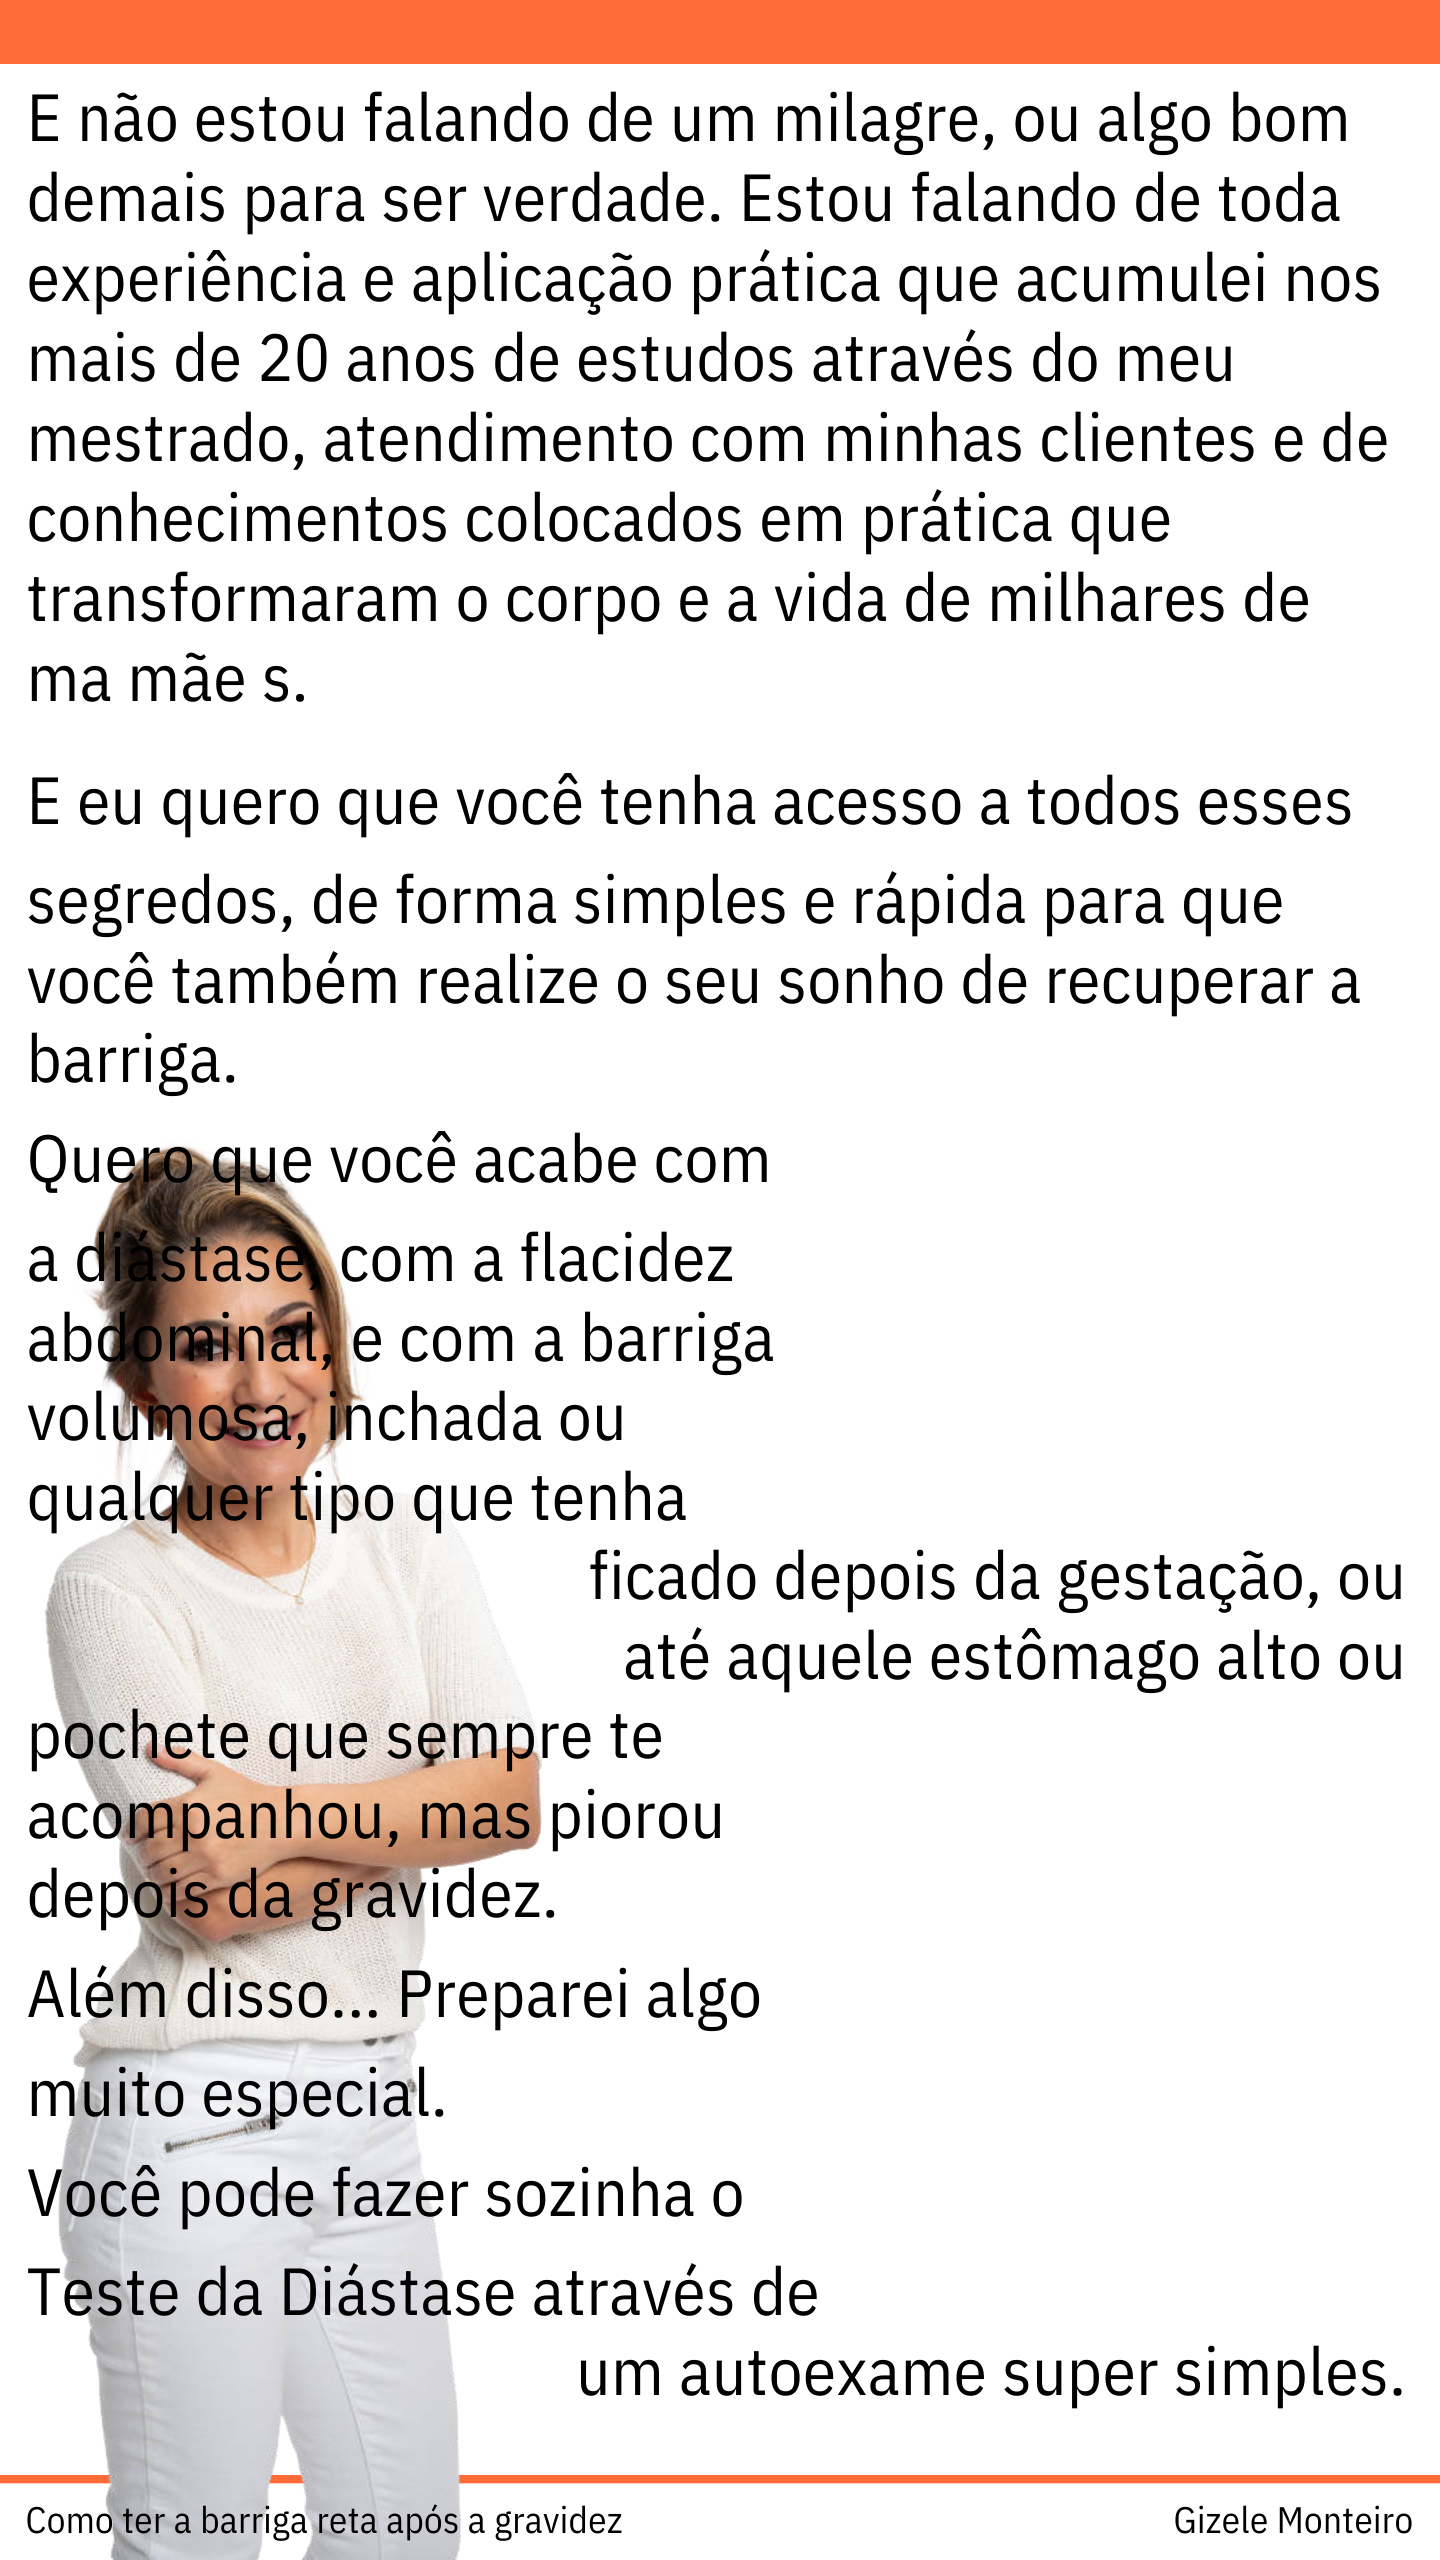 E não estou falando de um milagre, ou algo bom
demais para ser verdade. Estou falando de toda
experiência e aplicação prática que acumulei nos
mais de 20 anos de estudos através do meu
mestrado, atendimento com minhas clientes e de
conhecimentos colocados em prática que
transformaram o corpo e a vida de milhares de
ma mãe s.
E eu quero que você tenha acesso a todos esses
segredos, de forma simples e rápida para que
você também realize o seu sonho de recuperar a
barriga.
Quero que você acabe com
a diástase, com a flacidez
abdominal, e com a barriga
volumosa, inchada ou
qualquer tipo que tenha
ficado depois da gestação, ou
até aquele estômago alto ou
pochete que sempre te
acompanhou, mas piorou
depois da gravidez.
Além disso... Preparei algo
muito especial.
Você pode fazer sozinha o
Teste da Diástase através de
um autoexame super simples.
Como ter a barriga reta após a gravidez
Gizele Monteiro